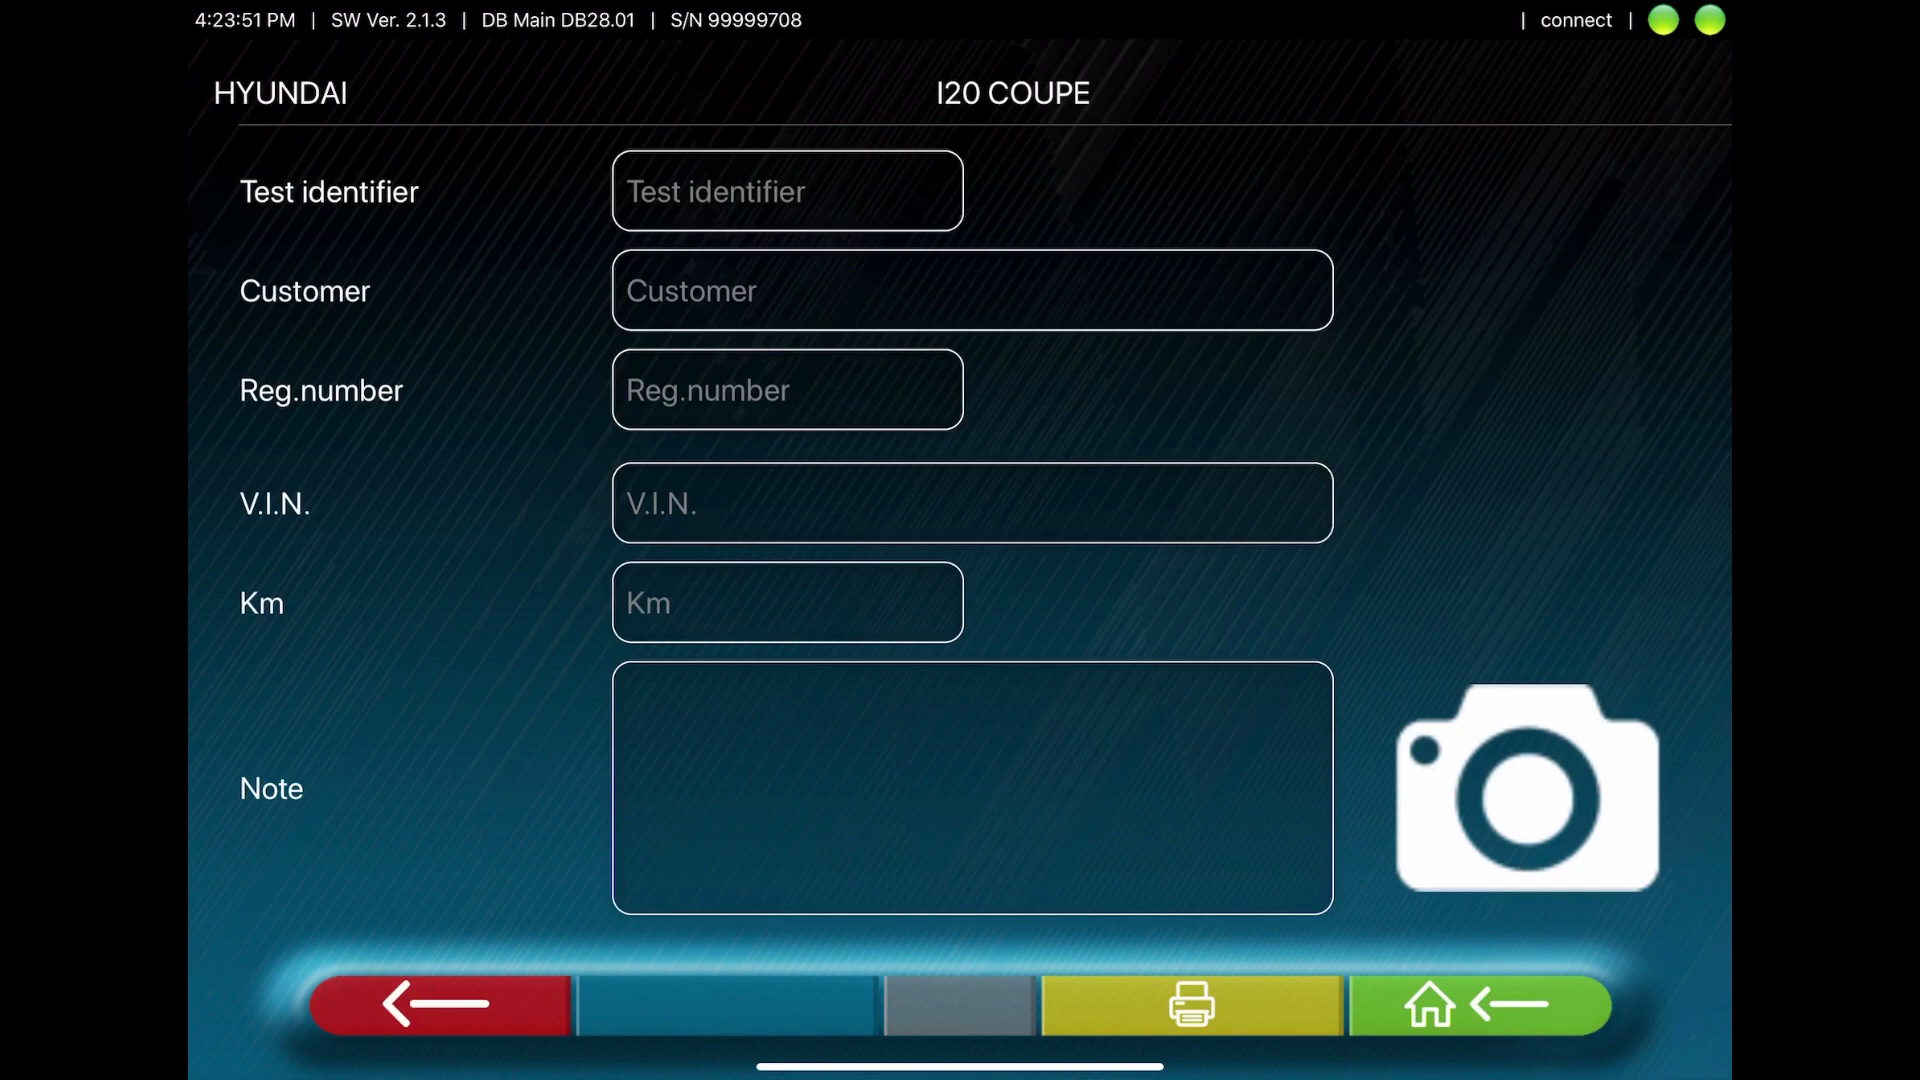 4:23:51 PM | SW Ver. 2.1.3 | DB Main DB28.01 | S/N 99999708 | connect |
HYUNDAI I20 COUPE
Test identifier Test identifier
Customer Customer
Reg.number Reg.number
V.I.N. V.I.N.
Km Km
Note